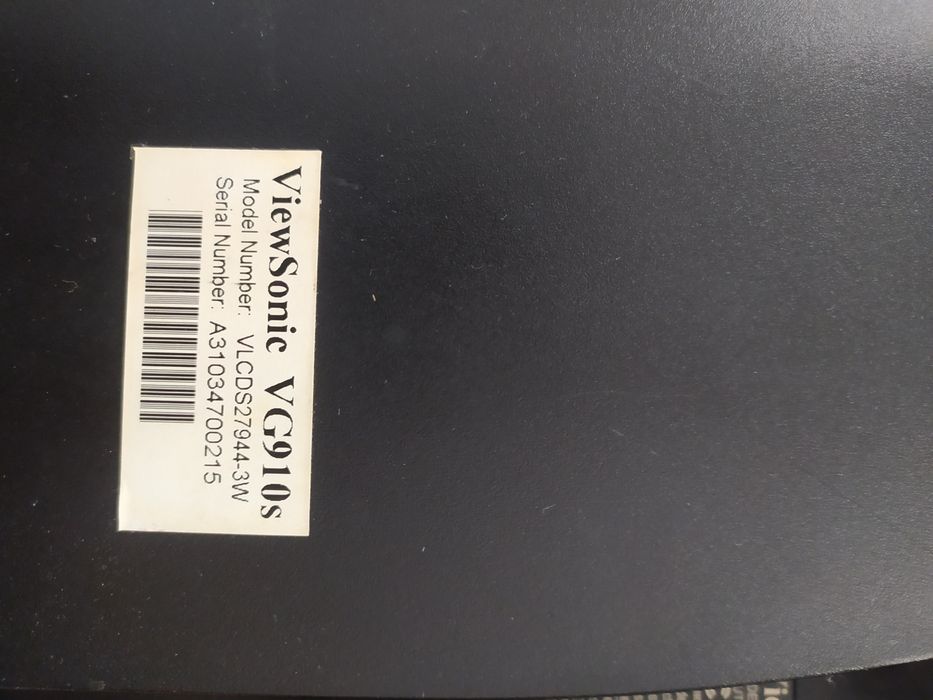 ViewSonic VG910s
Model Number: VLCDS27944-3W
Serial Number: A31034700215